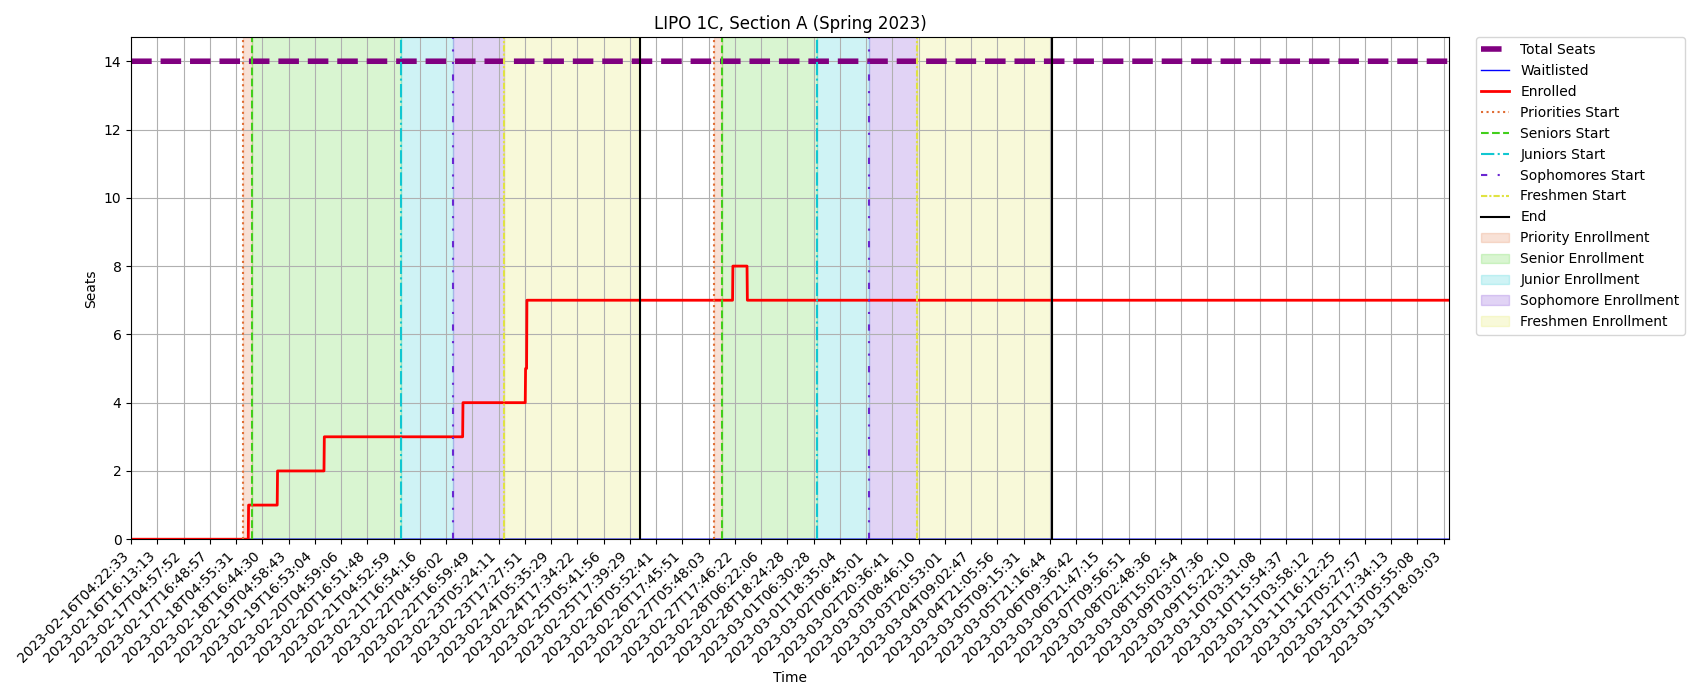 LIPO 1C, Section A (Spring 2023)
Total Seats
Waitlisted
Enrolled
Priorities Start
Seniors Start
Juniors Start
Sophomores Start
Freshmen Start
End
Priority Enrollment
Senior Enrollment
Junior Enrollment
Sophomore Enrollment
Freshmen Enrollment
Seats
14
12
10
8
6
4
2
0
2023-02-16T04:22:33
2023-02-16T16:13:13
2023-02-17T04:57:52
2023-02-17T16:48:57
2023-02-18T04:55:31
2023-02-18T16:44:30
2023-02-19T04:58:43
2023-02-19T16:53:04
2023-02-20T04:59:06
2023-02-20T16:51:48
2023-02-21T04:52:59
2023-02-21T16:54:16
2023-02-22T04:56:02
2023-02-22T16:59:49
2023-02-23T05:24:11
2023-02-23T17:27:51
2023-02-24T05:35:29
2023-02-24T17:34:22
2023-02-25T05:41:56
2023-02-25T17:39:29
2023-02-26T05:52:41
2023-02-26T17:45:51
2023-02-27T05:48:03
2023-02-27T17:46:22
2023-02-28T06:22:06
2023-02-28T18:24:28
2023-03-01T06:30:28
2023-03-01T18:35:04
2023-03-02T06:45:01
2023-03-02T20:36:41
2023-03-03T08:46:10
2023-03-03T20:53:01
2023-03-04T09:02:47
2023-03-04T21:05:56
2023-03-05T09:15:31
2023-03-05T21:16:44
2023-03-06T09:36:42
2023-03-06T21:47:15
2023-03-07T09:56:51
2023-03-08T02:48:36
2023-03-08T15:02:54
2023-03-09T03:07:36
2023-03-09T15:22:10
2023-03-10T03:31:08
2023-03-10T15:54:37
2023-03-11T03:58:12
2023-03-11T16:12:25
2023-03-12T05:27:57
2023-03-12T17:34:13
2023-03-13T05:55:08
2023-03-13T18:03:03
Time